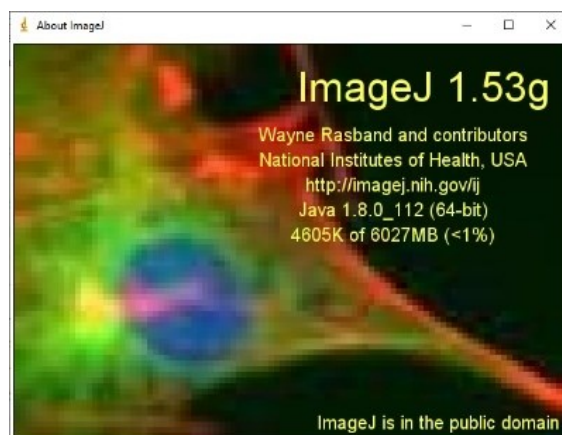 About ImageJ
ImageJ 1.53g
Wayne Rasband and contributors
National Institutes of Health, USA
http://imagej.nih.gov/ij
Java 1.8.0_112 (64-bit)
4605K of 6027MB (<1%)
ImageJ is in the public domain